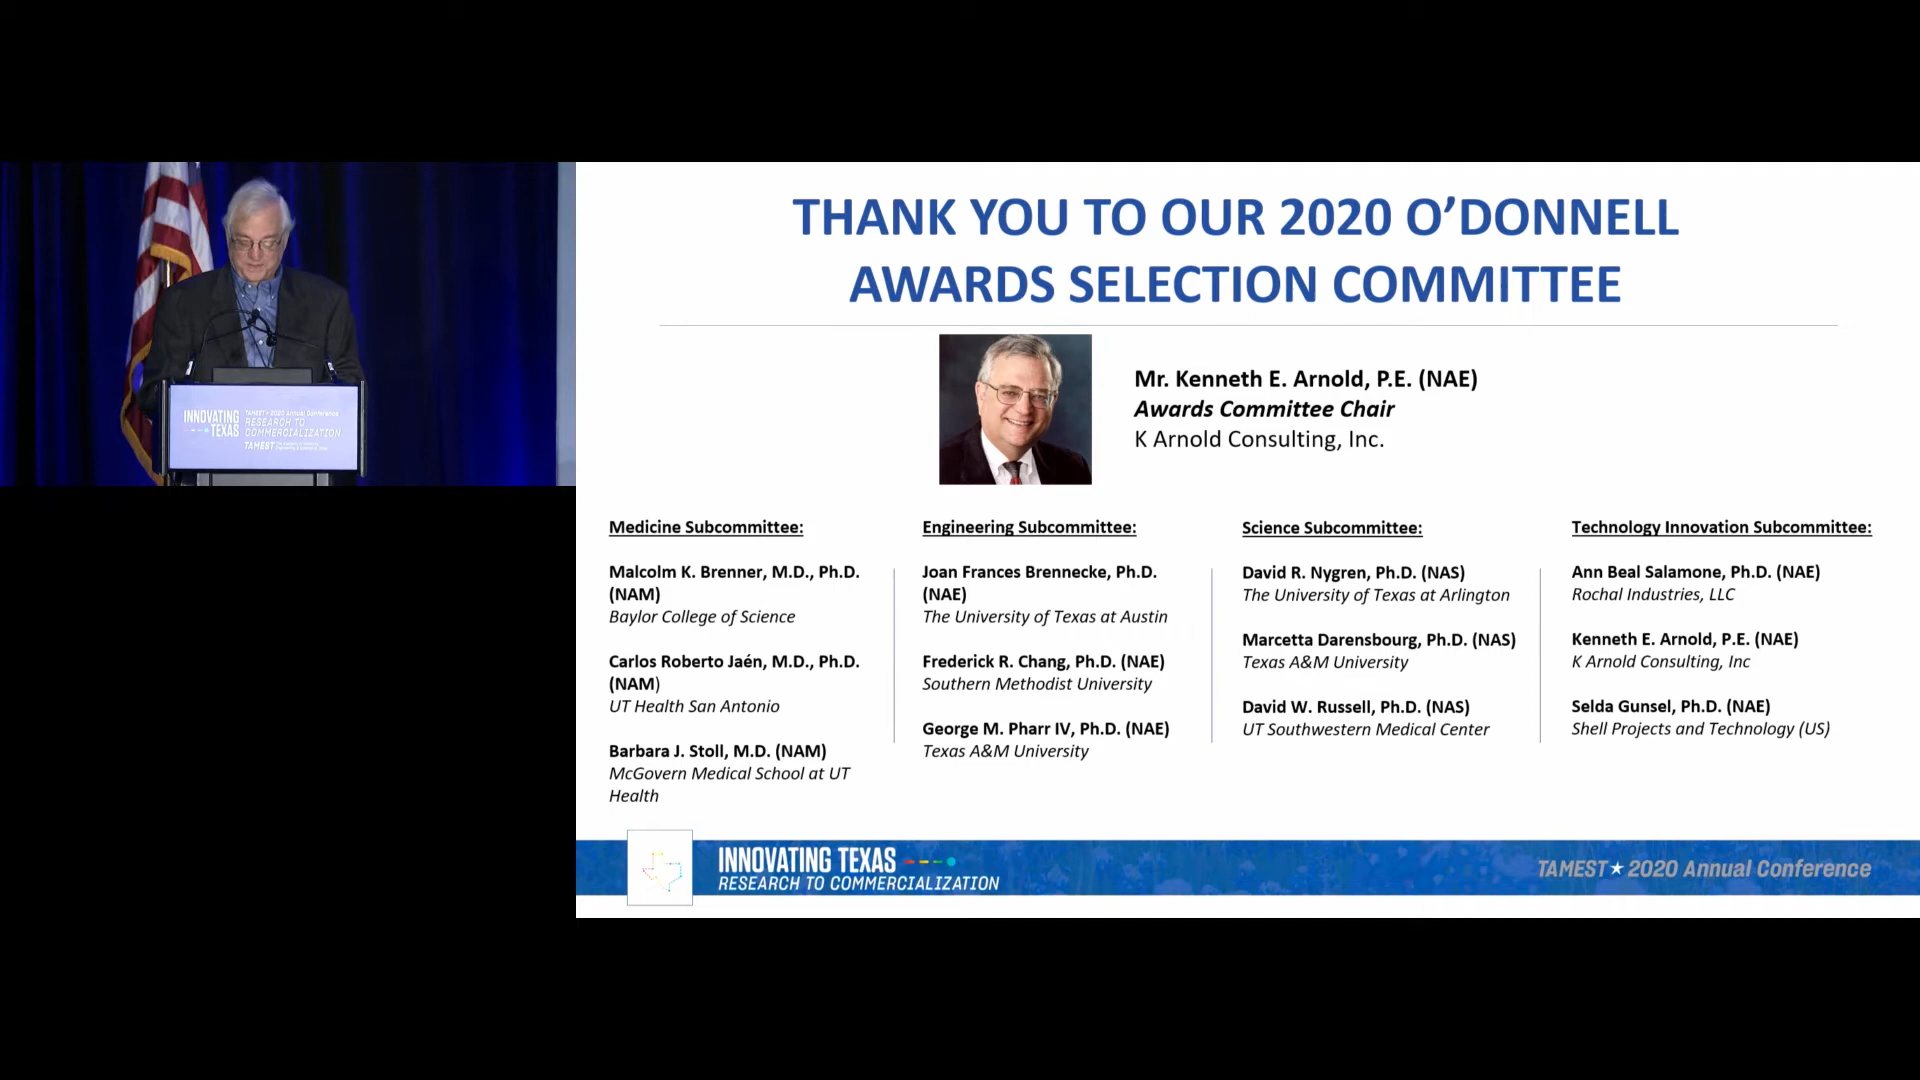 THANK YOU TO OUR 2020 O’DONNELL
AWARDS SELECTION COMMITTEE
Mr. Kenneth E. Arnold, P.E. (NAE)
Awards Committee Chair
K Arnold Consulting, Inc.
Medicine Subcommittee:
Malcolm K. Brenner, M.D., Ph.D.
(NAM)
Baylor College of Science
Carlos Roberto Jaén, M.D., Ph.D.
(NAM)
UT Health San Antonio
Barbara J. Stoll, M.D. (NAM)
McGovern Medical School at UT
Health
Engineering Subcommittee:
Joan Frances Brennecke, Ph.D.
(NAE)
The University of Texas at Austin
Frederick R. Chang, Ph.D. (NAE)
Southern Methodist University
George M. Pharr IV, Ph.D. (NAE)
Texas A&M University
Science Subcommittee:
David R. Nygren, Ph.D. (NAS)
The University of Texas at Arlington
Marcetta Darensbourg, Ph.D. (NAS)
Texas A&M University
David W. Russell, Ph.D. (NAS)
UT Southwestern Medical Center
Technology Innovation Subcommittee:
Ann Beal Salamone, Ph.D. (NAE)
Rochal Industries, LLC
Kenneth E. Arnold, P.E. (NAE)
K Arnold Consulting, Inc
Selda Gunsel, Ph.D. (NAE)
Shell Projects and Technology (US)
INNOVATING TEXAS
RESEARCH TO COMMERCIALIZATION
TAMEST★2020 Annual Conference
INNOVATING
TEXAS
TAMEST★2020 Annual Conference
RESEARCH TO
COMMERCIALIZATION
TAMEST